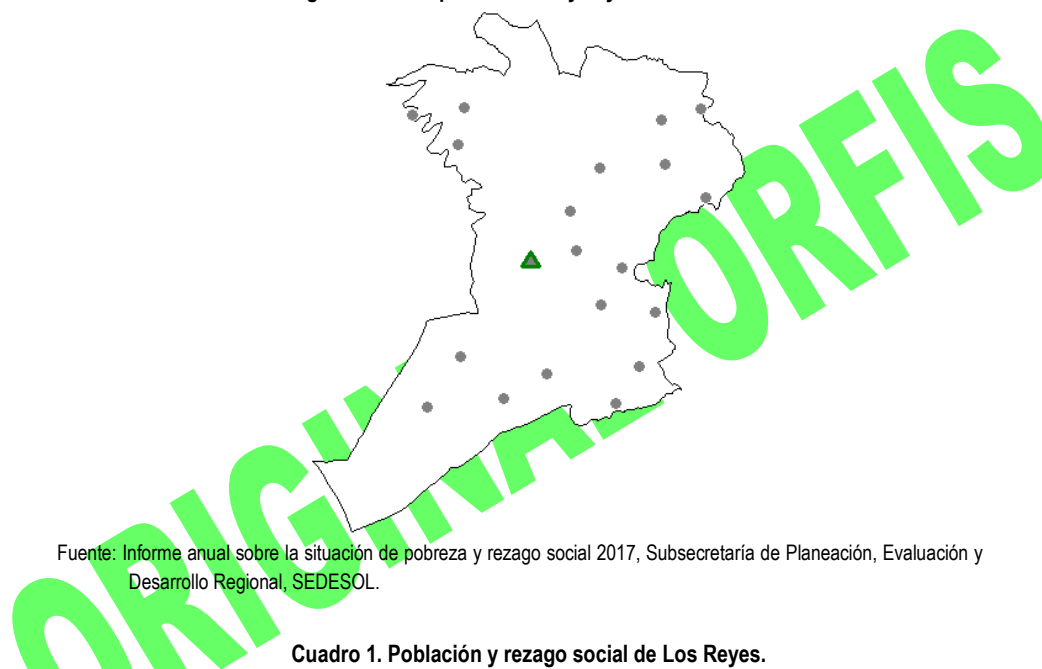 Fuente: Informe anual sobre la situación de pobreza y rezago social 2017, Subsecretaría de Planeación, Evaluación y
Desarrollo Regional, SEDESOL.
Cuadro 1. Población y rezago social de Los Reyes.
ORFIS